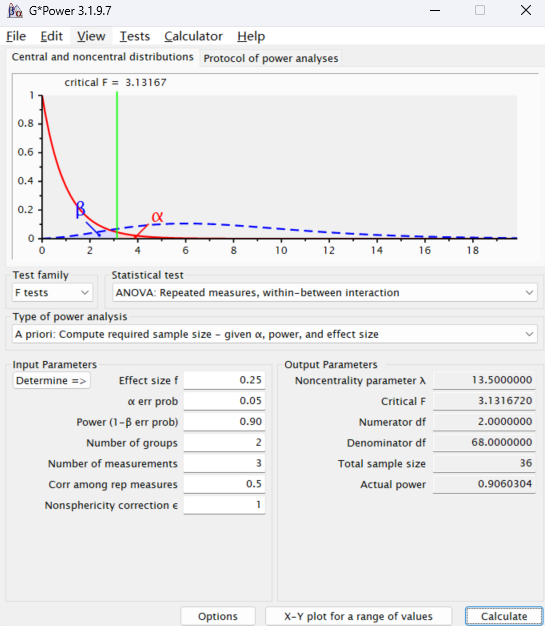 G*Power 3.1.9.7
File Edit View Tests Calculator Help
Central and noncentral distributions Protocol of power analyses
critical F = 3.13167
1
0.8
0.6
0.4
0.2
0
β
α
0 2 4 6 8 10 12 14 16 18
Test family Statistical test
F tests ANOVA: Repeated measures, within-between interaction
Type of power analysis
A priori: Compute required sample size - given α, power, and effect size
Input Parameters Output Parameters
Determine => Effect size f 0.25 Noncentrality parameter λ 13.5000000
α err prob 0.05 Critical F 3.1316720
Power (1-β err prob) 0.90 Numerator df 2.0000000
Number of groups 2 Denominator df 68.0000000
Number of measurements 3 Total sample size 36
Corr among rep measures 0.5 Actual power 0.9060304
Nonsphericity correction ϵ 1
Options X-Y plot for a range of values Calculate